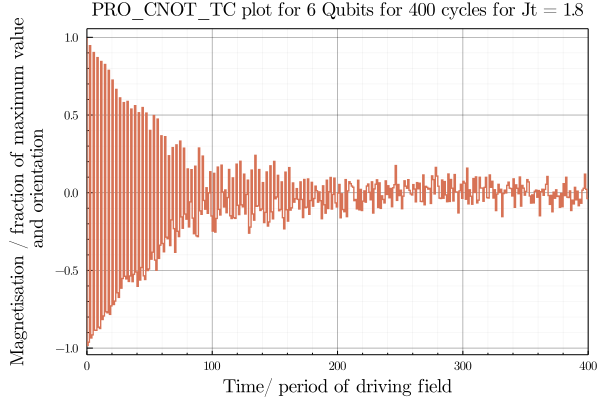 PRO_CNOT_TC plot for 6 Qubits for 400 cycles for Jt = 1.8
Magnetisation / fraction of maximum value
and orientation
1.0
0.5
0.0
−0.5
−1.0
0
100
200
300
400
Time/ period of driving field